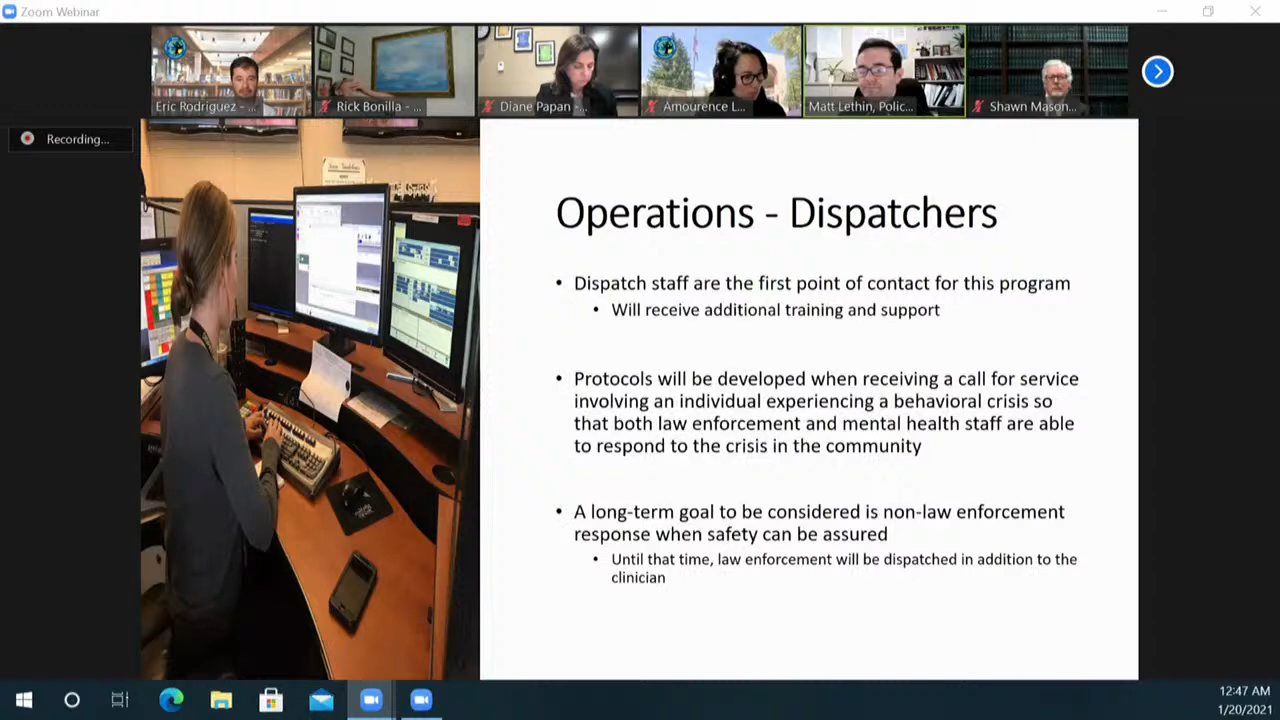 Zoom Webinar
Eric Rodriguez - ...
Rick Bonilla - ...
Diane Papan - ...
Amourence L...
Matt Lethin, Polic...
Shawn Mason...
Recording...
Operations - Dispatchers
• Dispatch staff are the first point of contact for this program
• Will receive additional training and support
• Protocols will be developed when receiving a call for service
involving an individual experiencing a behavioral crisis so
that both law enforcement and mental health staff are able
to respond to the crisis in the community
• A long-term goal to be considered is non-law enforcement
response when safety can be assured
• Until that time, law enforcement will be dispatched in addition to the
clinician
12:47 AM
1/20/2021